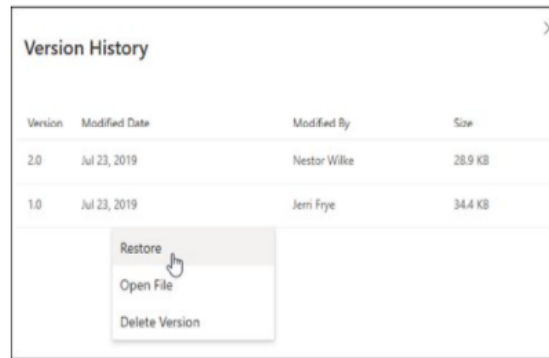 Version History
Version Modified Date Modified By Size
2.0 Jul 23, 2019 Nestor Wilke 28.9 KB
1.0 Jul 23, 2019 Jerri Frye 34.4 KB
Restore
Open File
Delete Version